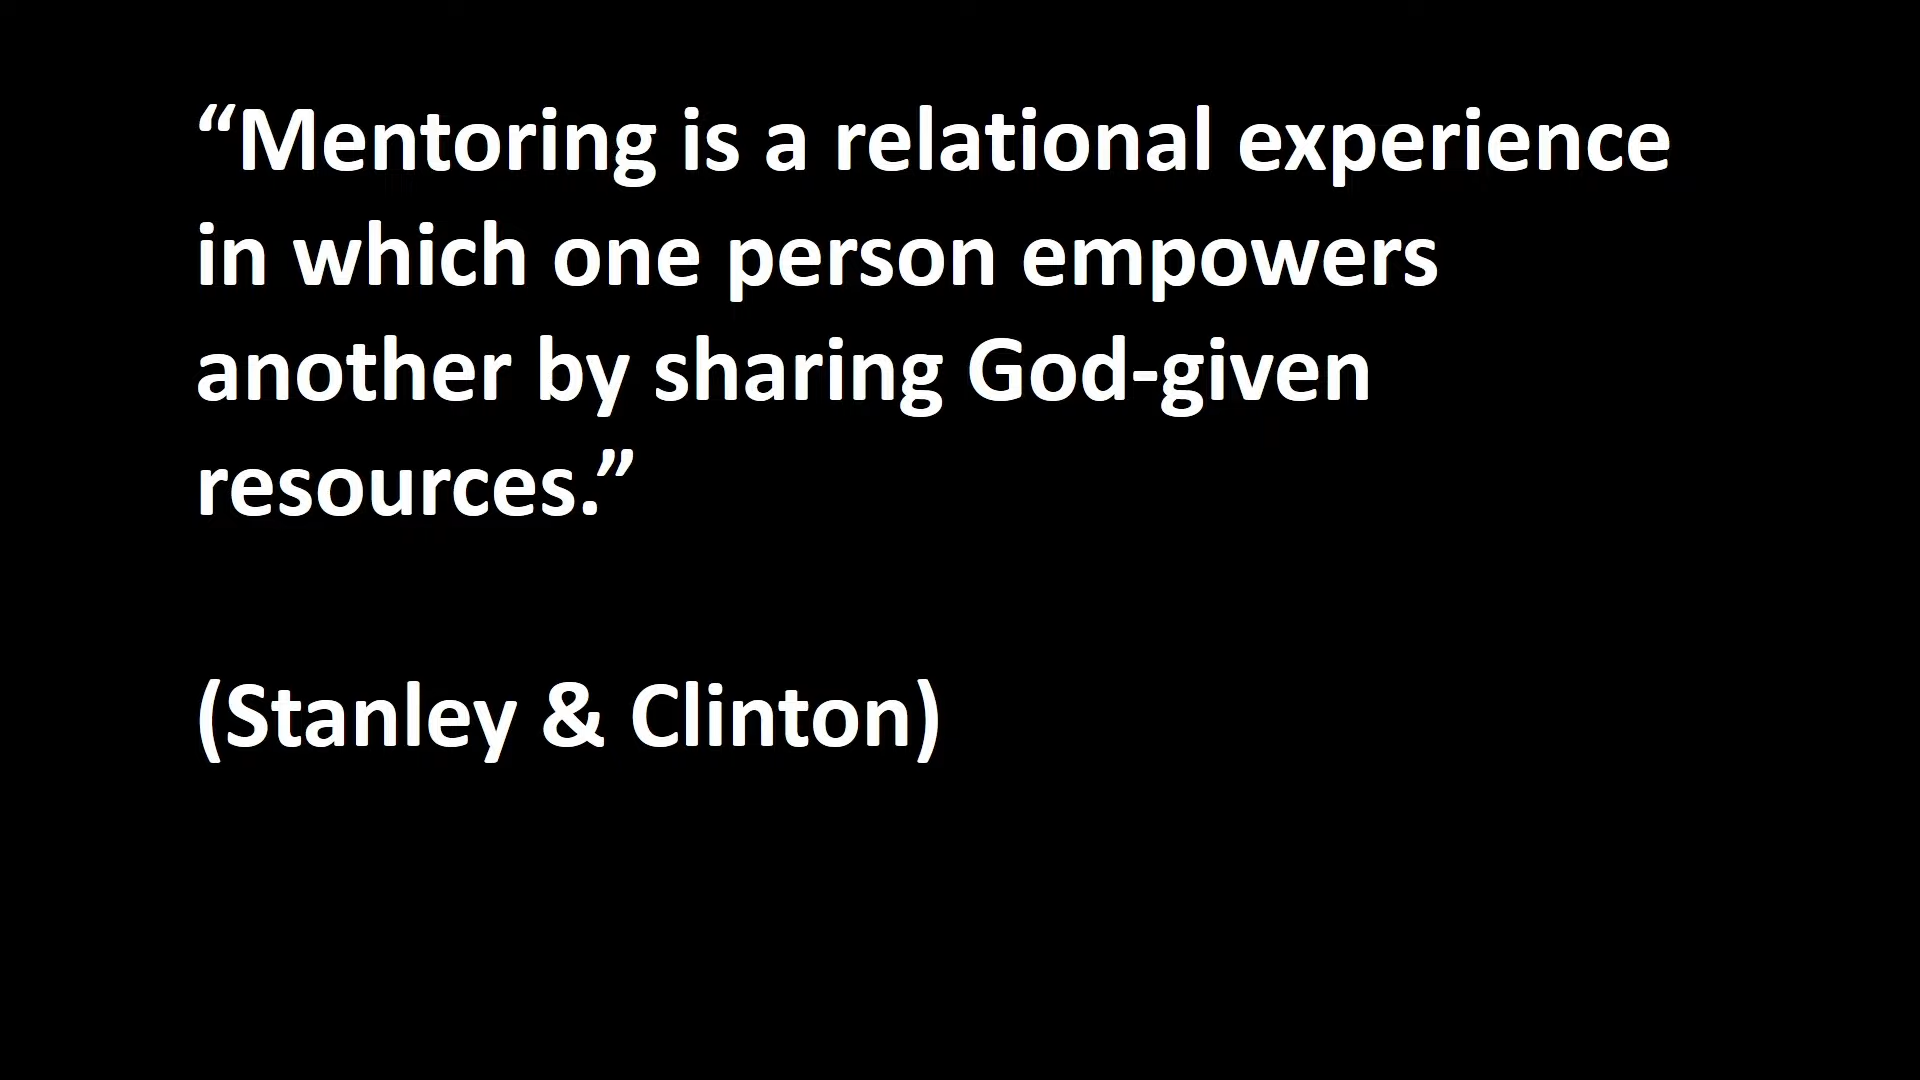 “Mentoring is a relational experience
in which one person empowers
another by sharing God-given
resources.”
(Stanley & Clinton)